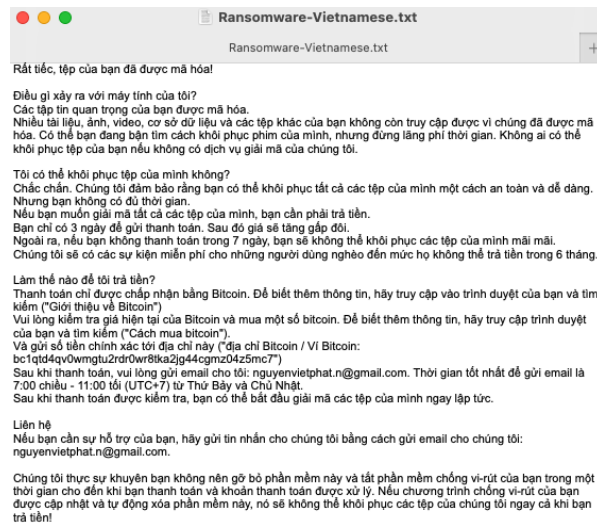 Ransomware-Vietnamese.txt
Ransomware-Vietnamese.txt
Rất tiếc, tệp của bạn đã được mã hóa!
Điều gì xảy ra với máy tính của tôi?
Các tập tin quan trọng của bạn được mã hóa.
Nhiều tài liệu, ảnh, video, cơ sở dữ liệu và các tệp khác của bạn không còn truy cập được vì chúng đã được mã
hóa. Có thể bạn đang bận tìm cách khôi phục phim của mình, nhưng đừng lãng phí thời gian. Không ai có thể
khôi phục tệp của bạn nếu không có dịch vụ giải mã của chúng tôi.
Tôi có thể khôi phục tệp của mình không?
Chắc chắn. Chúng tôi đảm bảo rằng bạn có thể khôi phục tất cả các tệp của mình một cách an toàn và dễ dàng.
Nhưng bạn không có đủ thời gian.
Nếu bạn muốn giải mã tất cả các tệp của mình, bạn cần phải trả tiền.
Bạn chỉ có 3 ngày để gửi thanh toán. Sau đó giá sẽ tăng gấp đôi.
Ngoài ra, nếu bạn không thanh toán trong 7 ngày, bạn sẽ không thể khôi phục các tệp của mình mãi mãi.
Chúng tôi sẽ có các sự kiện miễn phí cho những người dùng nghèo đến mức họ không thể trả tiền trong 6 tháng.
Làm thế nào để tôi trả tiền?
Thanh toán chỉ được chấp nhận bằng Bitcoin. Để biết thêm thông tin, hãy truy cập vào trình duyệt của bạn và tìm
kiếm ("Giới thiệu về Bitcoin")
Vui lòng kiểm tra giá hiện tại của Bitcoin và mua một số bitcoin. Để biết thêm thông tin, hãy truy cập trình duyệt
của bạn và tìm kiếm ("Cách mua bitcoin").
Và gửi số tiền chính xác tới địa chỉ này ("địa chỉ Bitcoin / Ví Bitcoin:
bc1qtd4qv0wmgtu2rdr0wr8tka2jg44cgmz04z5mc7")
Sau khi thanh toán, vui lòng gửi email cho tôi: nguyenvietphat.n@gmail.com. Thời gian tốt nhất để gửi email là
7:00 chiều - 11:00 tối (UTC+7) từ Thứ Bảy và Chủ Nhật.
Sau khi thanh toán được kiểm tra, bạn có thể bắt đầu giải mã các tệp của mình ngay lập tức.
Liên hệ
Nếu bạn cần sự hỗ trợ của bạn, hãy gửi tin nhắn cho chúng tôi bằng cách gửi email cho chúng tôi:
nguyenvietphat.n@gmail.com.
Chúng tôi thực sự khuyên bạn không nên gỡ bỏ phần mềm này và tắt phần mềm chống vi-rút của bạn trong một
thời gian cho đến khi bạn thanh toán và khoản thanh toán được xử lý. Nếu chương trình chống vi-rút của bạn
được cập nhật và tự động xóa phần mềm này, nó sẽ không thể khôi phục các tệp của chúng tôi ngay cả khi bạn
trả tiền!